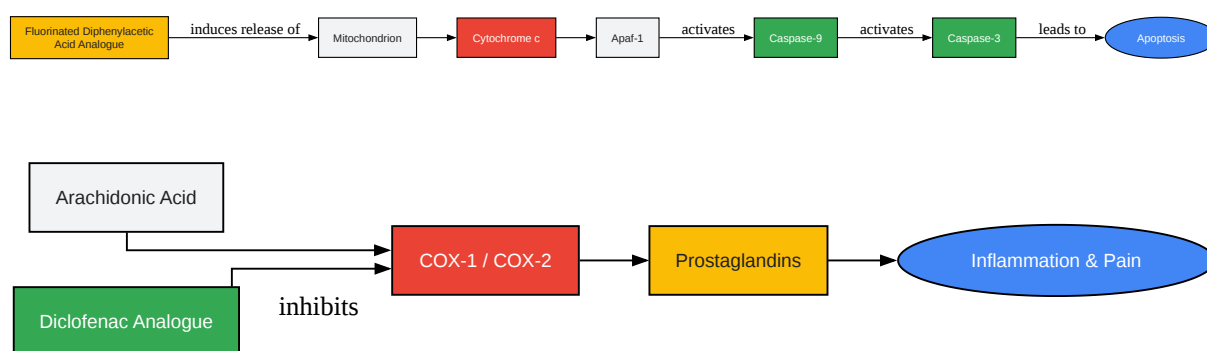 Fluorinated Diphenylacetic
Acid Analogue
induces release of
Mitochondrion
Cytochrome c
Apaf-1
activates
Caspase-9
activates
Caspase-3
leads to
Apoptosis
Arachidonic Acid
COX-1 / COX-2
Prostaglandins
Inflammation & Pain
inhibits
Diclofenac Analogue